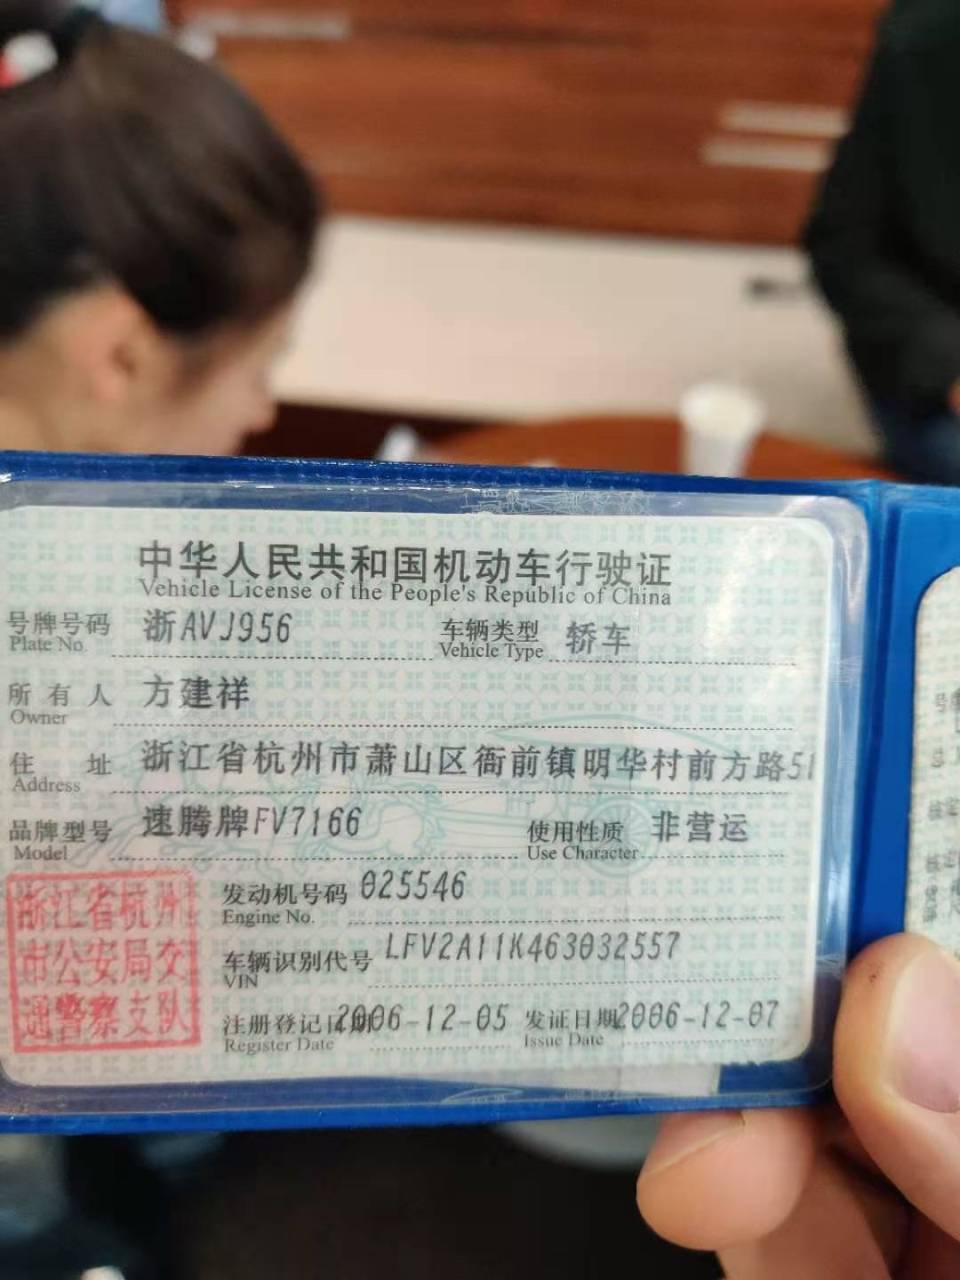 中华人民共和国机动车行驶证
Vehicle License of the People's Republic of China
号牌号码 浙AVJ956 车辆类型 轿车
Plate No. Vehicle Type
所有人 方建祥
Owner
住址 浙江省杭州市萧山区衙前镇明华村前方路51
Address
品牌型号 速腾牌FV7166 使用性质 非营运
Model Use Character
浙江省杭州
市公安局交
通警察支队
发动机号码 025546
Engine No.
车辆识别代号 LFV2A11K463032557
VIN
注册登记日期 2006-12-05 发证日期 2006-12-07
Register Date Issue Date